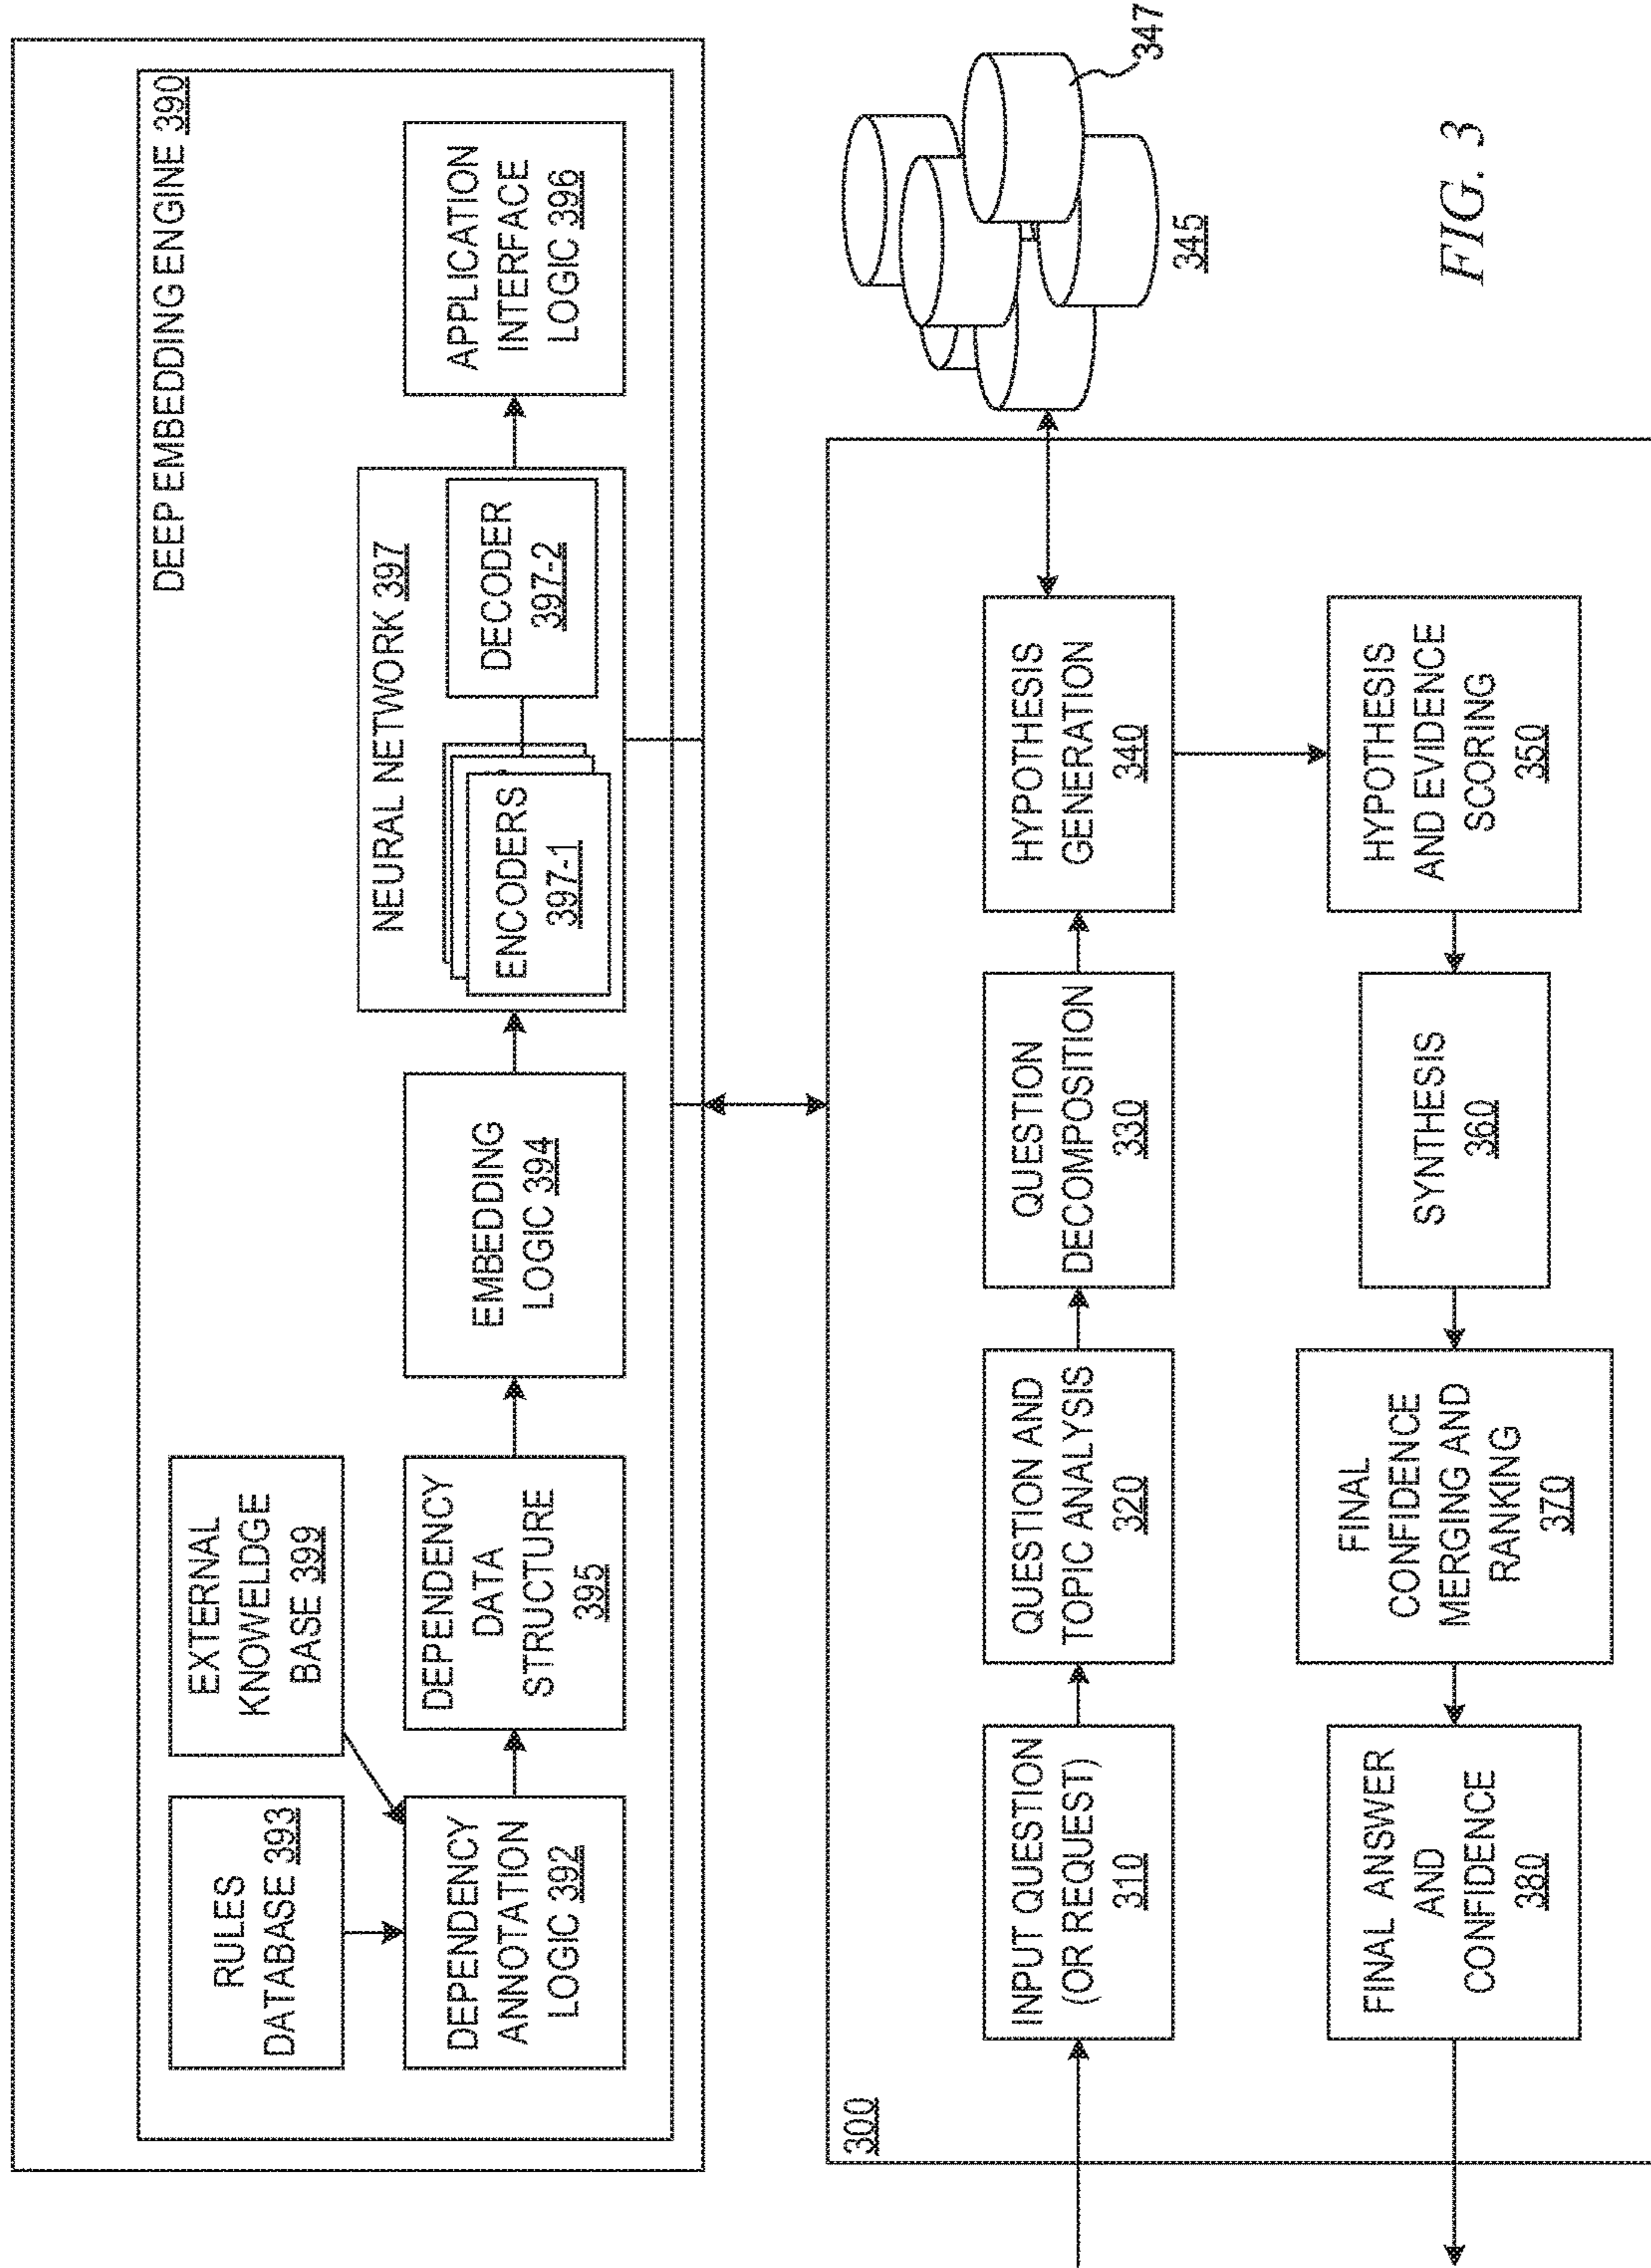 DEEP EMBEDDING ENGINE 390
RULES
DATABASE 393
EXTERNAL
KNOWELDGE
BASE 399
DEPENDENCY
ANNOTATION
LOGIC 392
DEPENDENCY
DATA
STRUCTURE
395
EMBEDDING
LOGIC 394
NEURAL NETWORK 397
ENCODERS
397-1
DECODER
397-2
APPLICATION
INTERFACE
LOGIC 396
300
INPUT QUESTION
(OR REQUEST)
310
QUESTION AND
TOPIC ANALYSIS
320
QUESTION
DECOMPOSITION
330
HYPOTHESIS
GENERATION
340
345
347
HYPOTHESIS
AND EVIDENCE
SCORING
350
SYNTHESIS
360
FINAL
CONFIDENCE
MERGING AND
RANKING
370
FINAL ANSWER
AND
CONFIDENCE
380
FIG. 3